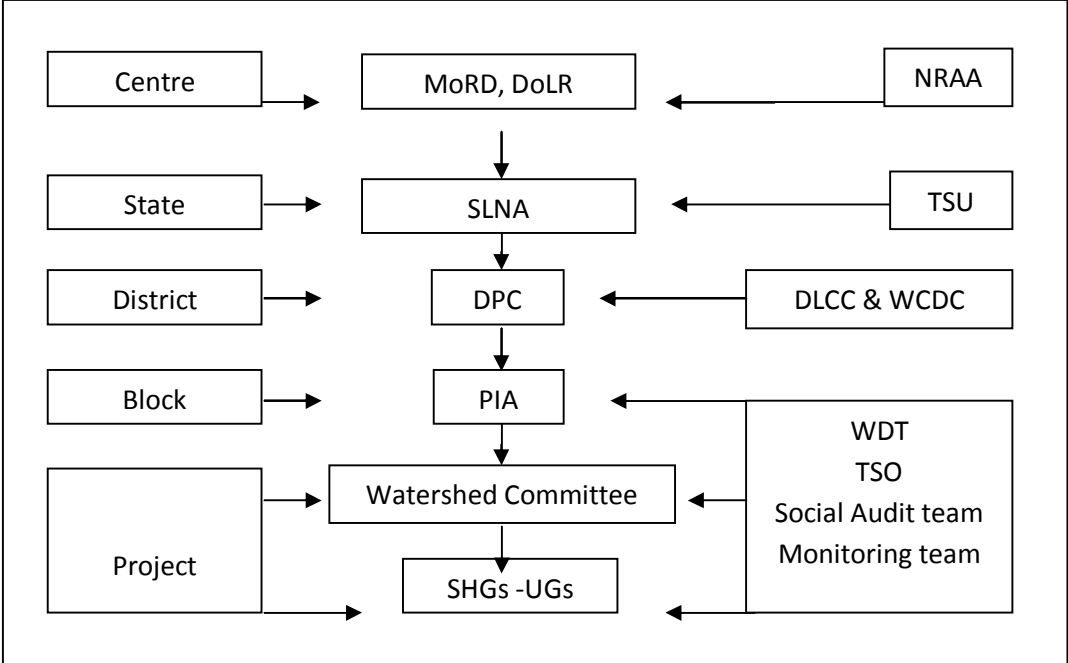 Centre
MoRD, DoLR
NRAA
State
SLNA
TSU
District
DPC
DLCC & WCDC
Block
PIA
WDT
TSO
Social Audit team
Monitoring team
Project
Watershed Committee
SHGs -UGs